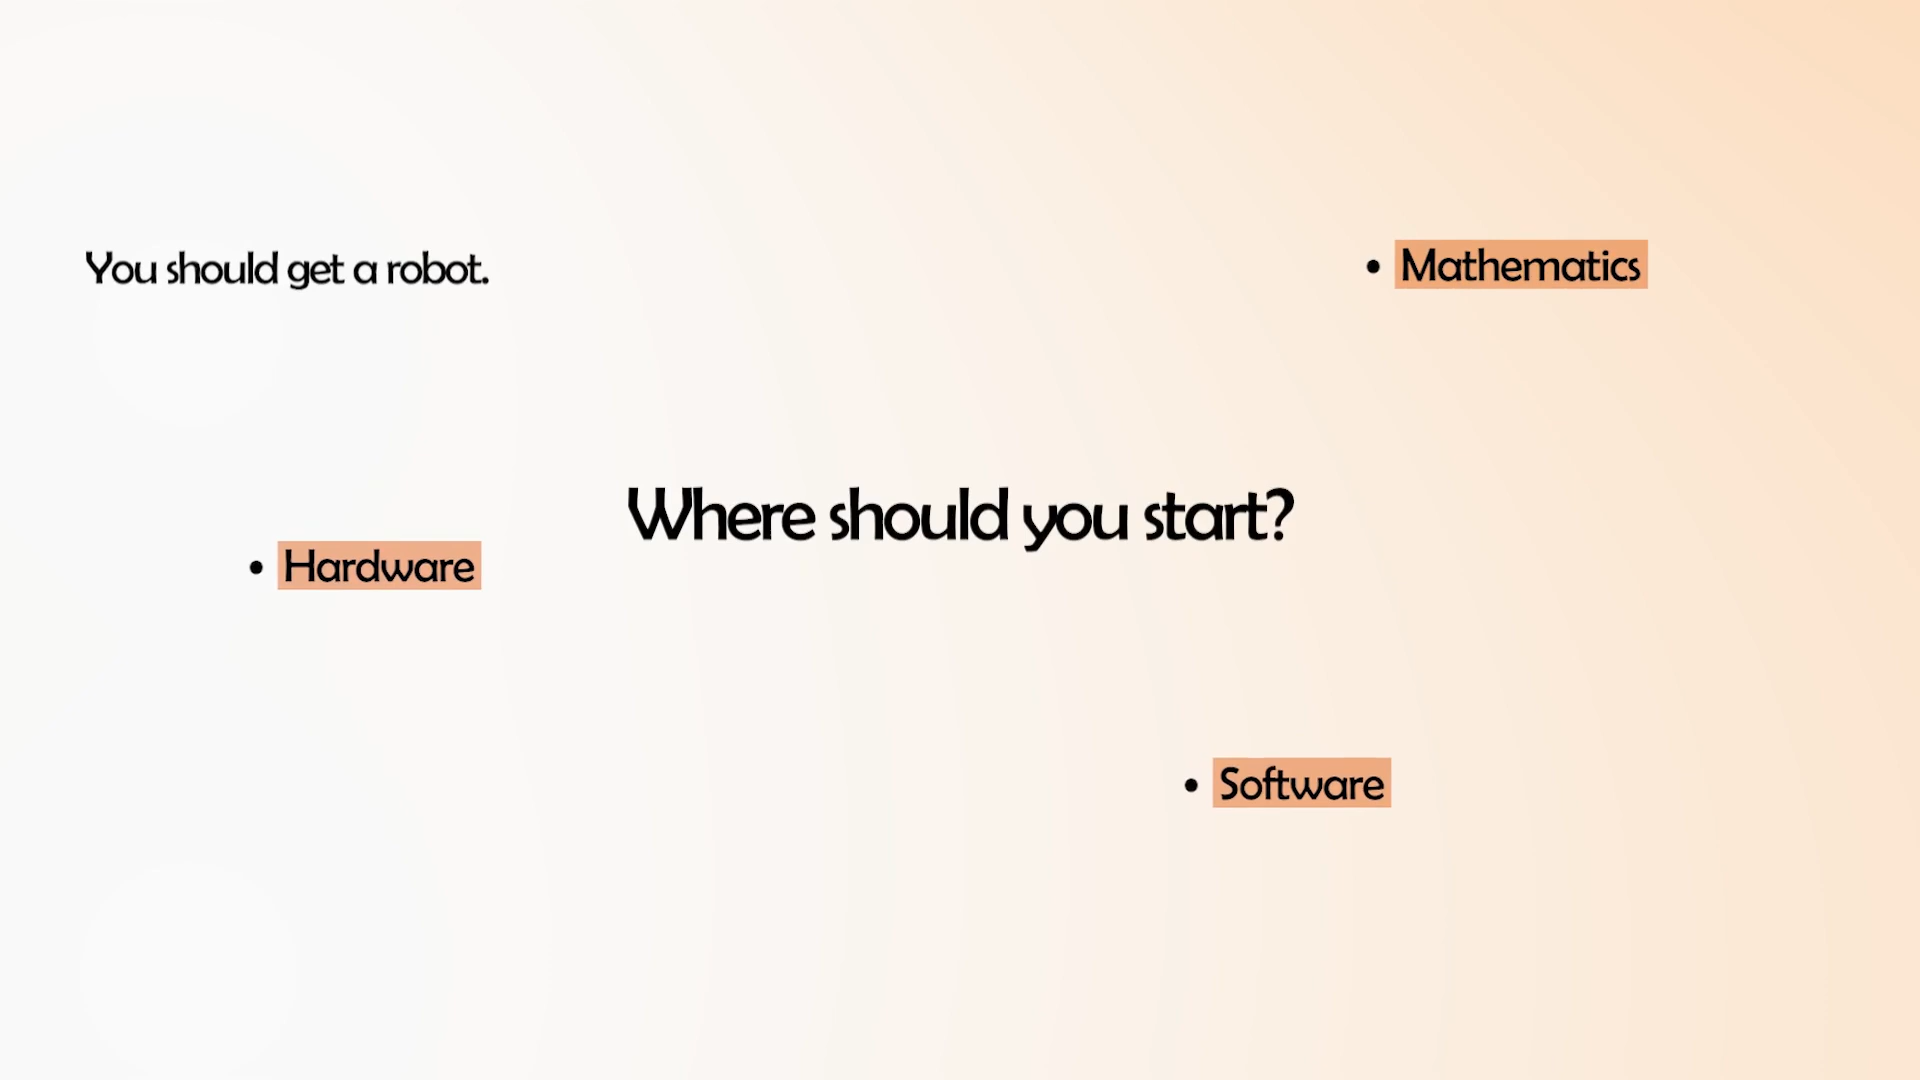 You should get a robot.
• Mathematics
Where should you start?
• Hardware
• Software